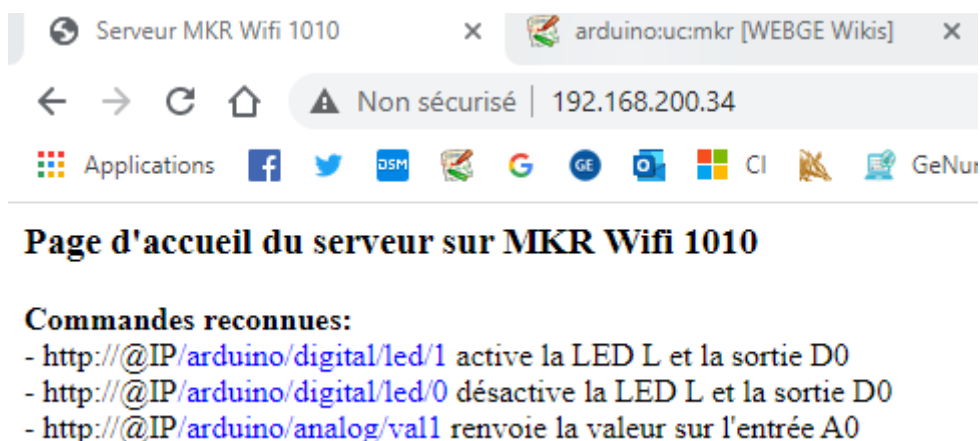 Serveur MKR Wifi 1010
arduino:uc:mkr [WEBGE Wikis]
Non sécurisé | 192.168.200.34
Applications DSM GE CI GeNur
Page d'accueil du serveur sur MKR Wifi 1010
Commandes reconnues:
- http://@IP/arduino/digital/led/1 active la LED L et la sortie D0
- http://@IP/arduino/digital/led/0 désactive la LED L et la sortie D0
- http://@IP/arduino/analog/val1 renvoie la valeur sur l'entrée A0